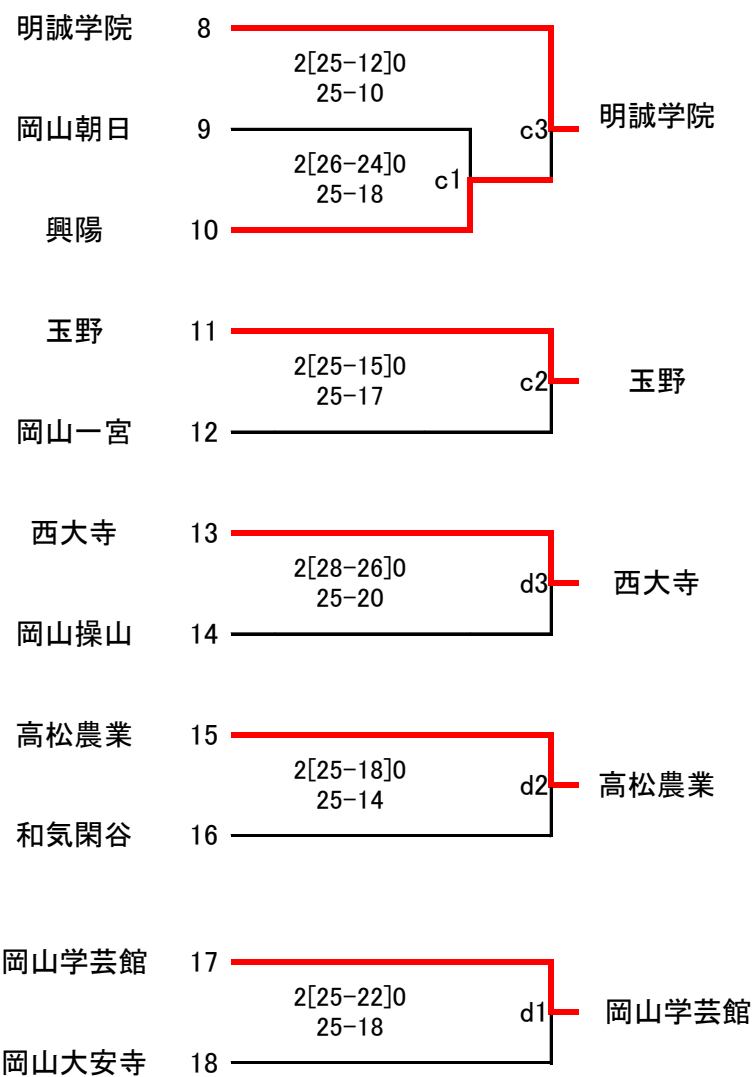 明誠学院 8
2[25-12]0
25-10
明誠学院
岡山朝日 9
c3
2[26-24]0
25-18
c1
興陽 10
玉野 11
2[25-15]0
25-17
c2
玉野
岡山一宮 12
西大寺 13
2[28-26]0
25-20
d3
西大寺
岡山操山 14
高松農業 15
2[25-18]0
25-14
d2
高松農業
和気閑谷 16
岡山学芸館 17
2[25-22]0
25-18
d1
岡山学芸館
岡山大安寺 18